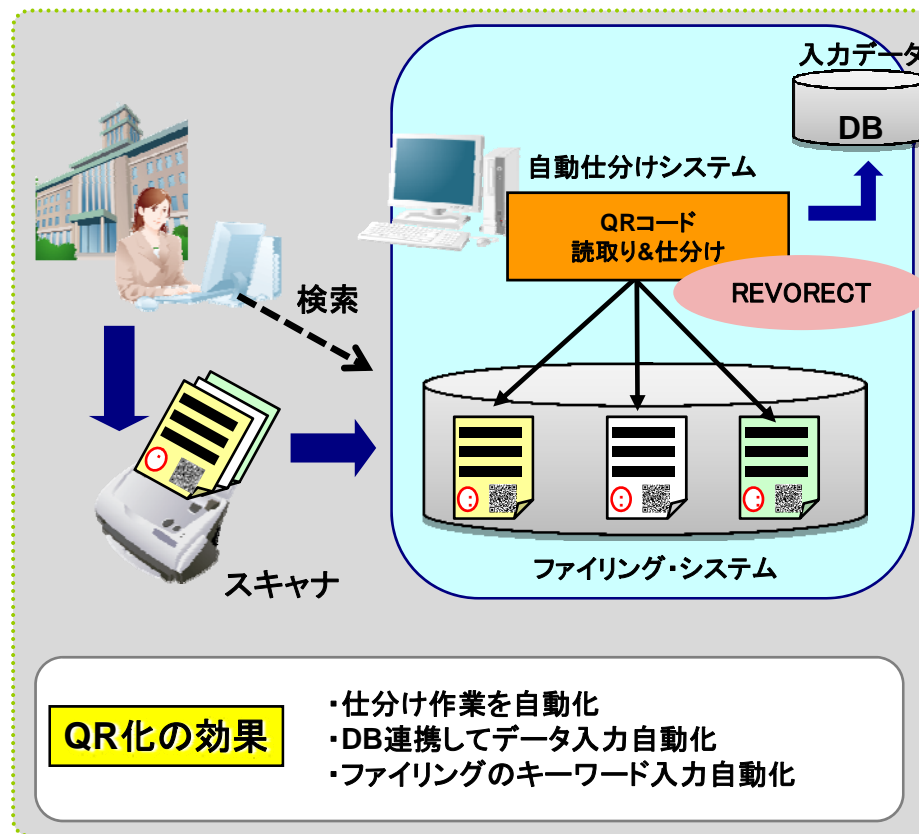 入力データ
DB
自動仕分けシステム
QRコード
読取り&仕分け
REVORECT
検索
スキャナ
ファイリング・システム
QR化の効果
・仕分け作業を自動化
・DB連携してデータ入力自動化
・ファイリングのキーワード入力自動化